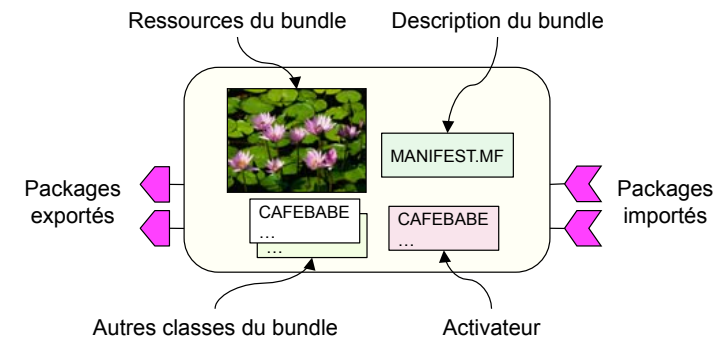 Ressources du bundle
Description du bundle
MANIFEST.MF
Packages
exportés
Packages
importés
CAFEBABE
…
…
CAFEBABE
…
Autres classes du bundle
Activateur